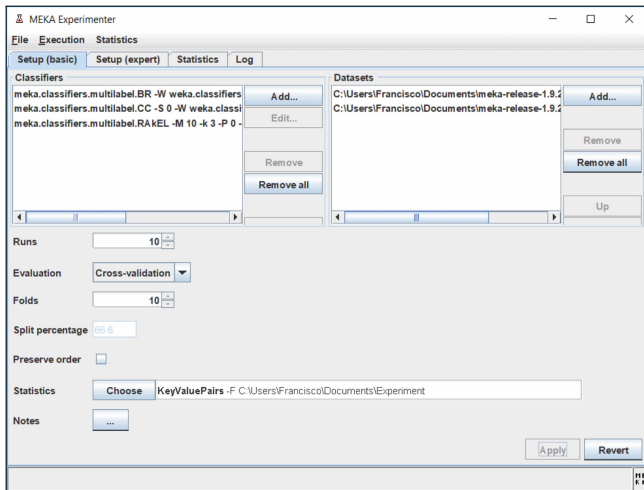 MEKA Experimenter
File Execution Statistics
Setup (basic) Setup (expert) Statistics Log
Classifiers
meka.classifiers.multilabel.BR -W weka.classifiers
meka.classifiers.multilabel.CC -S 0 -W weka.classi
meka.classifiers.multilabel.RAkEL -M 10 -k 3 -P 0 -
Add...
Edit...
Remove
Remove all
Datasets
C:\Users\Francisco\Documents\meka-release-1.9.2
C:\Users\Francisco\Documents\meka-release-1.9.2
Add...
Remove
Remove all
Up
Runs 10
Evaluation Cross-validation
Folds 10
Split percentage 66.6
Preserve order
Statistics Choose KeyValuePairs -F C:\Users\Francisco\Documents\Experiment
Notes ...
Apply Revert